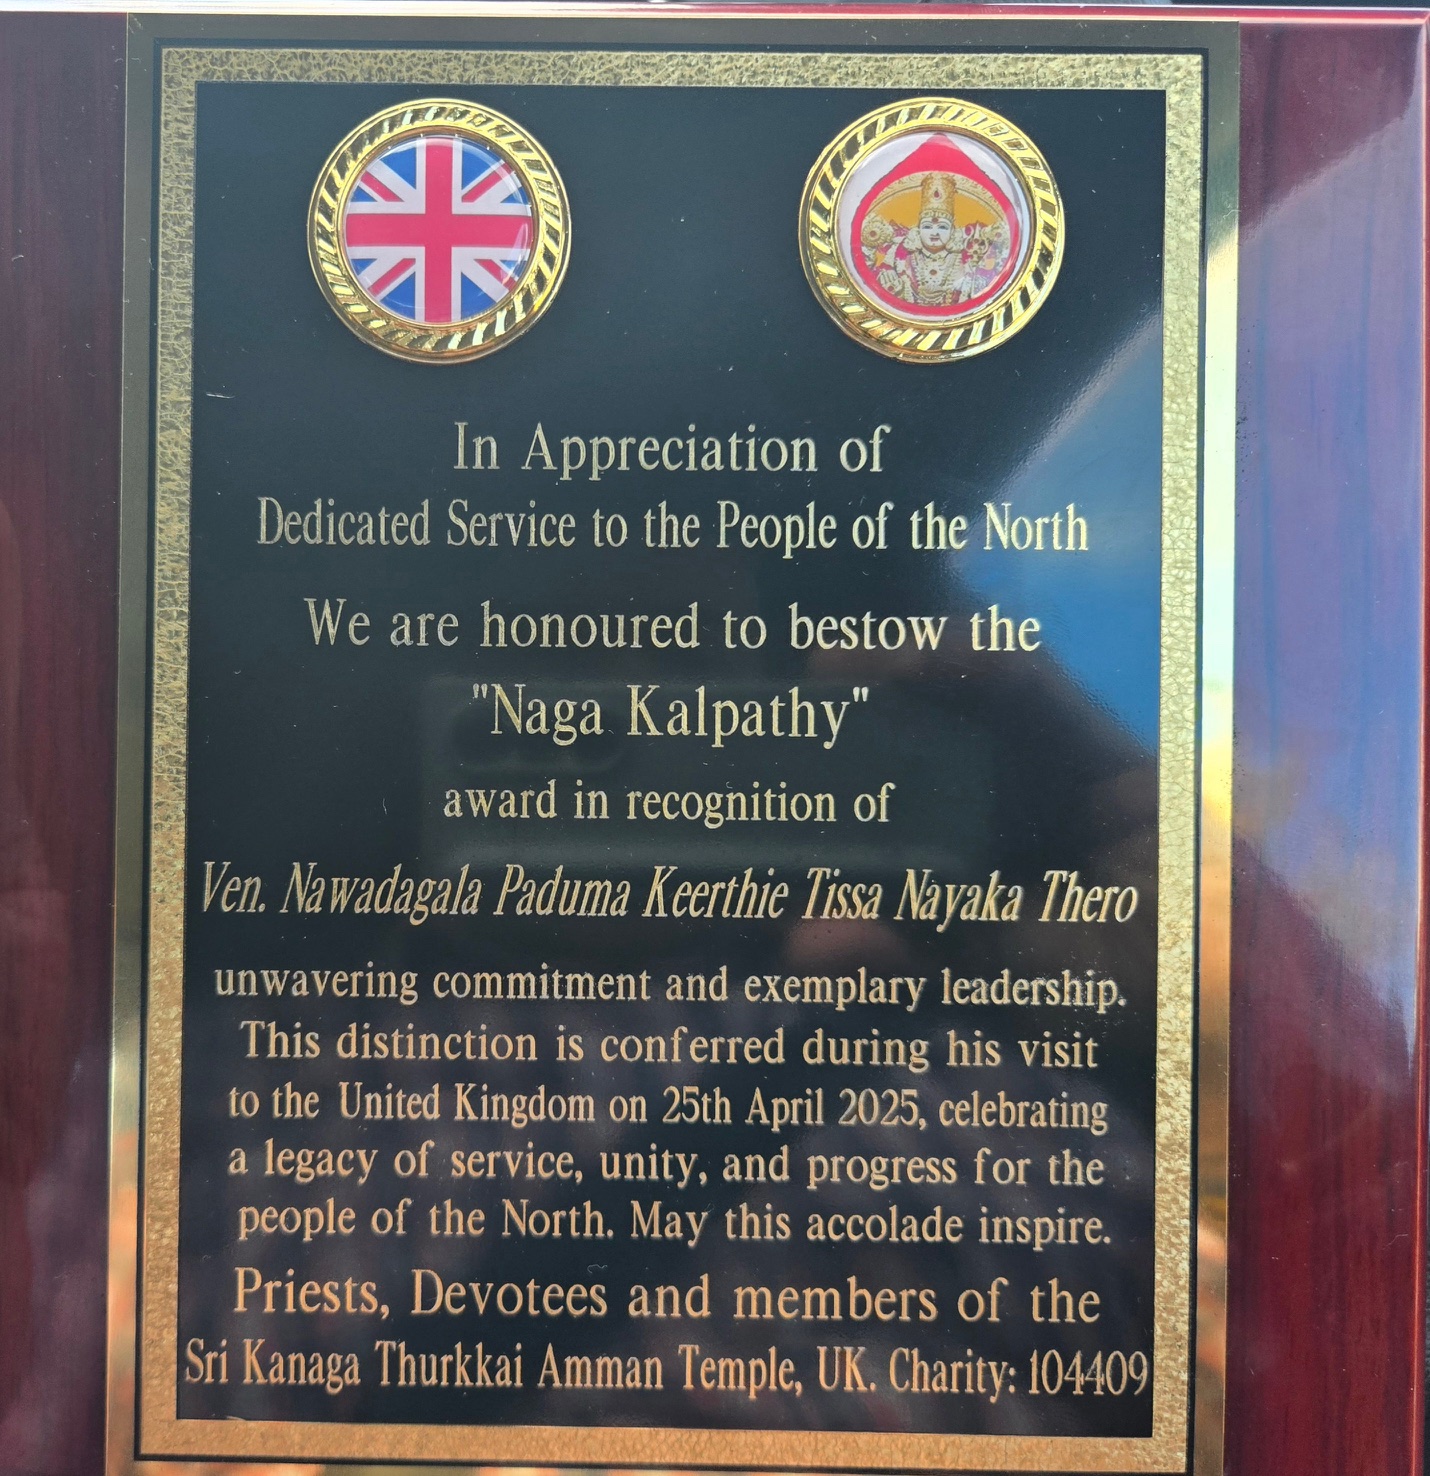 In Appreciation of
Dedicated Service to the People of the North
We are honoured to bestow the
"Naga Kalpathy"
award in recognition of
Ven. Nawadagala Paduma Keerthie Tissa Nayaka Thero
unwavering commitment and exemplary leadership.
This distinction is conferred during his visit
to the United Kingdom on 25th April 2025, celebrating
a legacy of service, unity, and progress for the
people of the North. May this accolade inspire.
Priests, Devotees and members of the
Sri Kanaga Thurkkai Amman Temple, UK. Charity: 104409